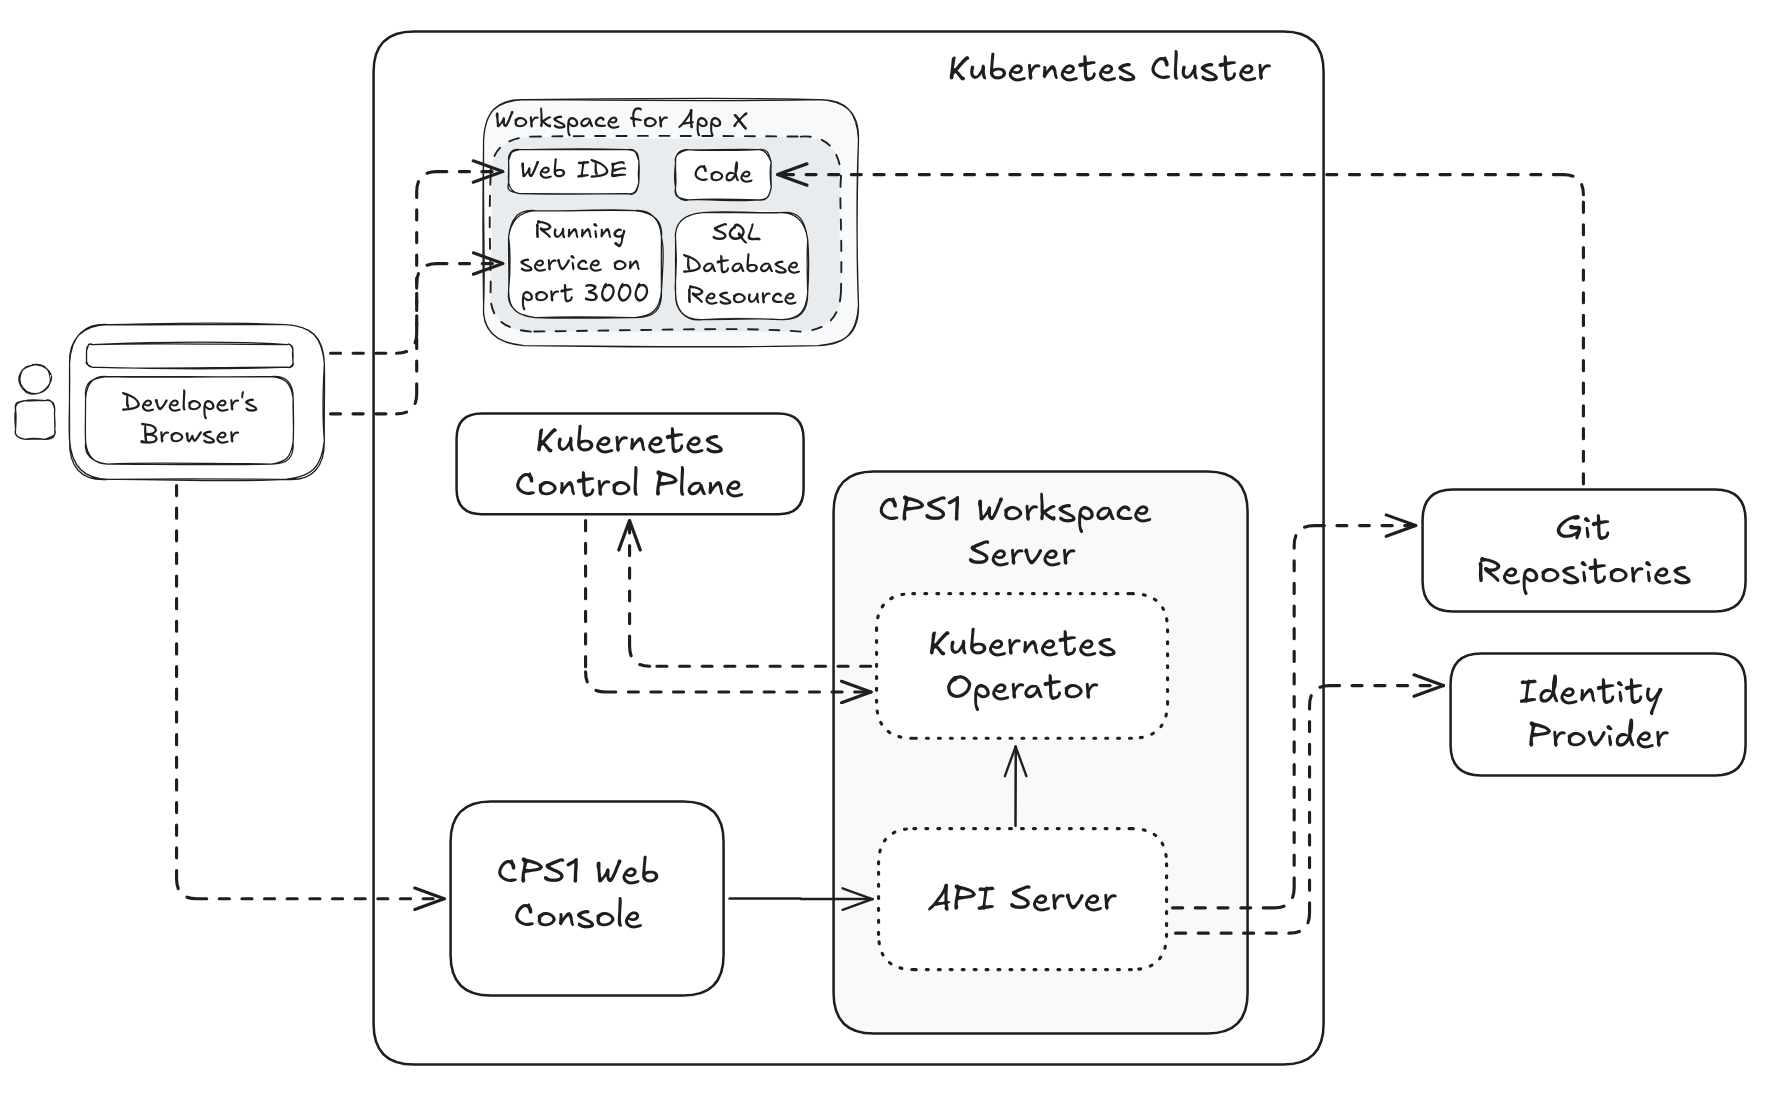 Kubernetes Cluster
Workspace for App X
Web IDE
Code
Running
service on
port 3000
SQL
Database
Resource
Developer's
Browser
Kubernetes
Control Plane
CPS1 Workspace
Server
Kubernetes
Operator
Git
Repositories
Identity
Provider
CPS1 Web
Console
API Server